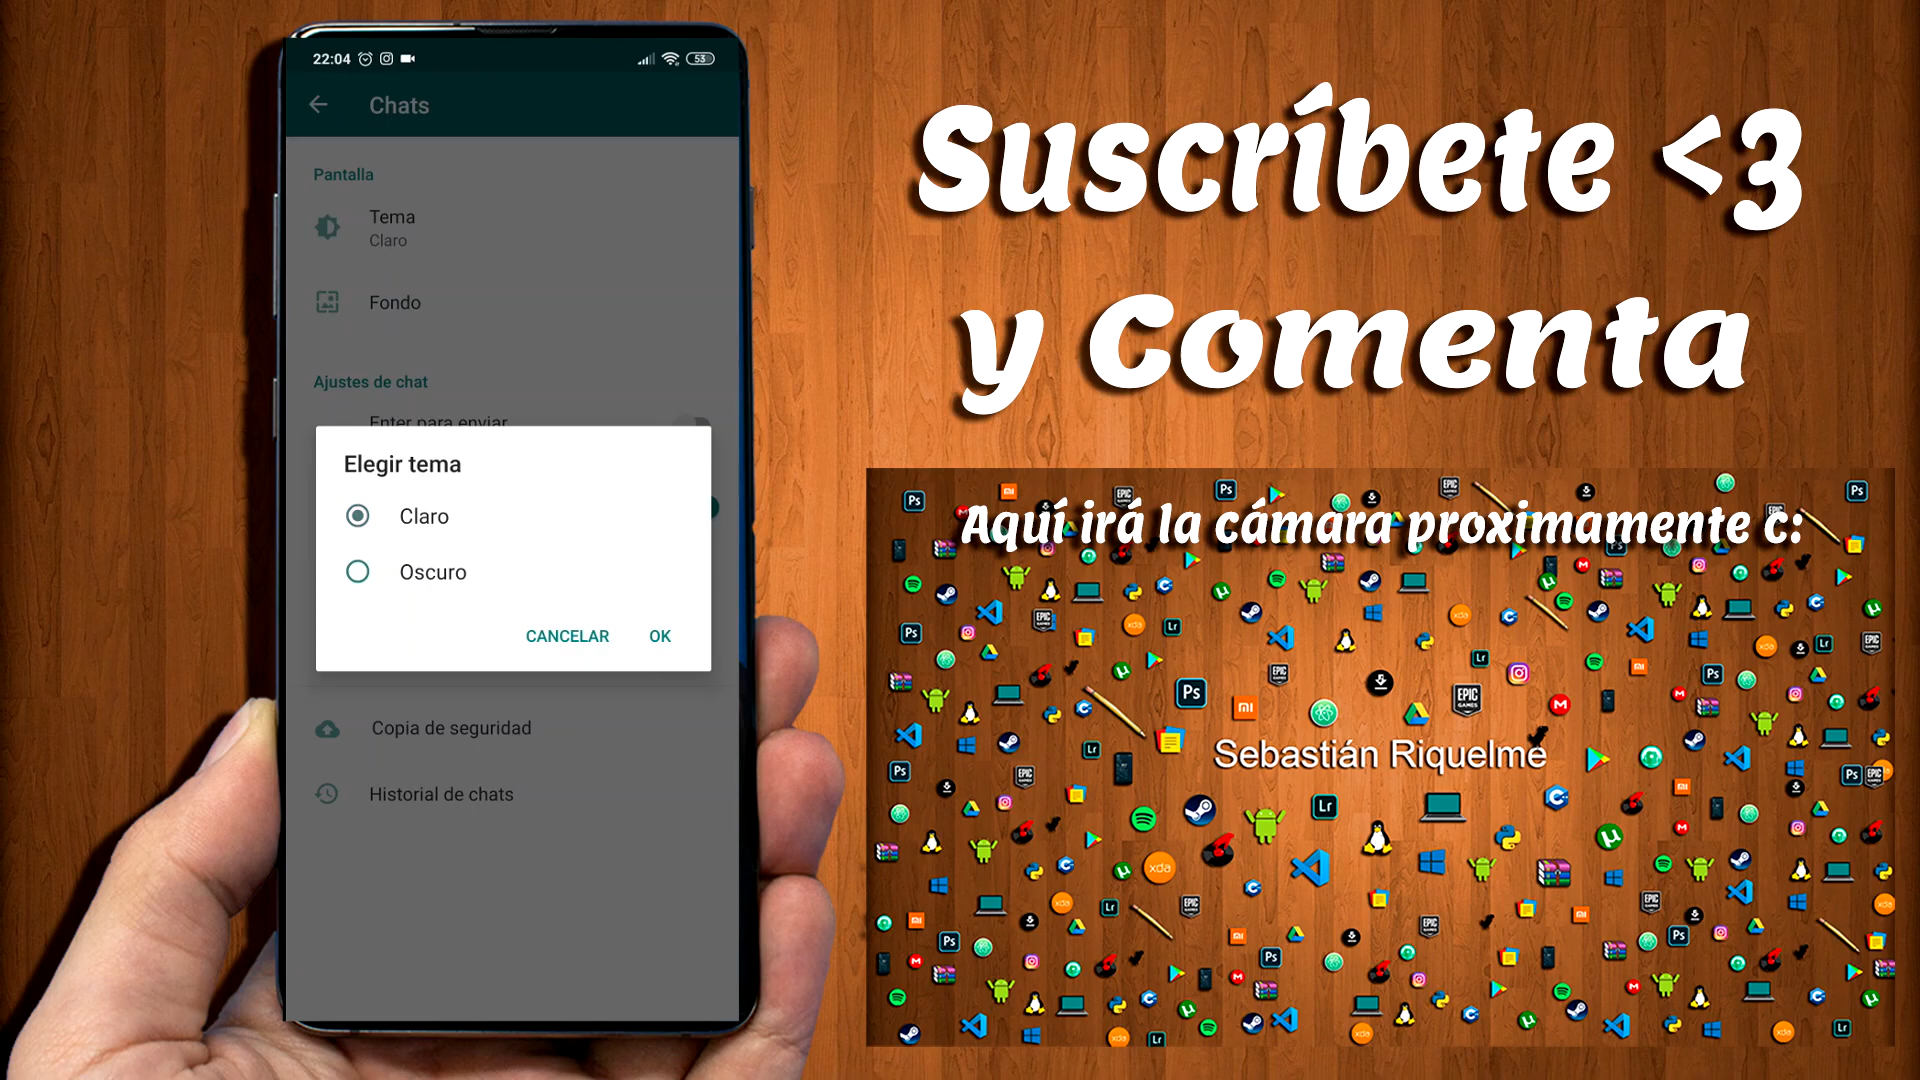 22:04
53
Chats
Pantalla
Tema
Claro
Fondo
Ajustes de chat
Enter para enviar
Elegir tema
Claro
Oscuro
CANCELAR
OK
Copia de seguridad
Historial de chats
Suscríbete <3
y Comenta
Aquí irá la cámara proximamente c:
Sebastián Riquelme